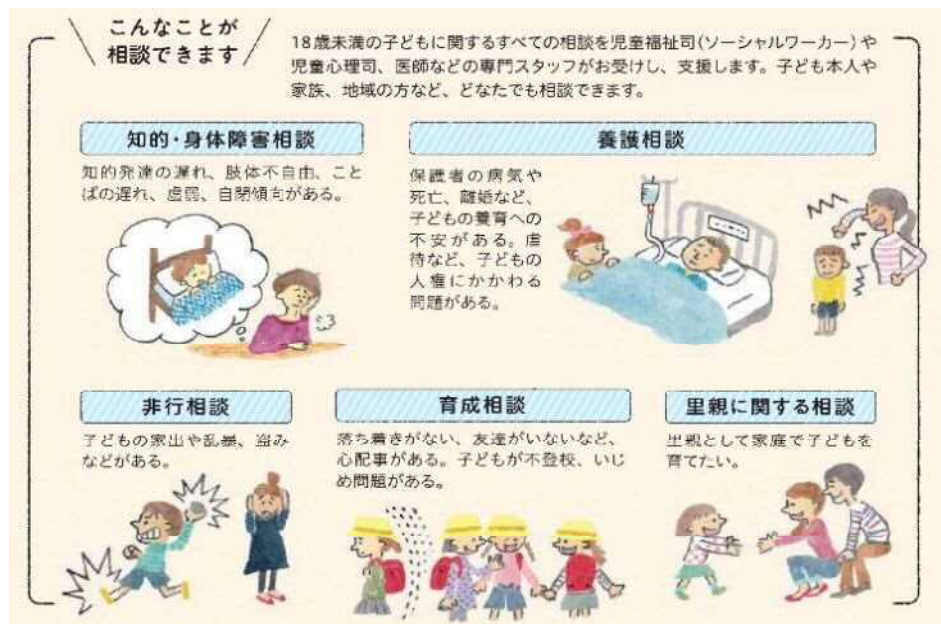 こんなことが
相談できます
18歳未満の子どもに関するすべての相談を児童福祉司(ソーシャルワーカー)や
児童心理司、医師などの専門スタッフがお受けし、支援します。子ども本人や
家族、地域の方など、どなたでも相談できます。
知的・身体障害相談
知的発達の遅れ、肢体不自由、こと
ばの遅れ、虚弱、自閉傾向がある。
養護相談
保護者の病気や
死亡、離婚など、
子どもの養育への
不安がある。虐
待など、子どもの
人権にかかわる
問題がある。
非行相談
子どもの家出や乱暴、盗み
などがある。
育成相談
落ち着きがない、友達がいないなど、
心配事がある。子どもが不登校、いじ
め問題がある。
里親に関する相談
里親として家庭で子どもを
育てたい。